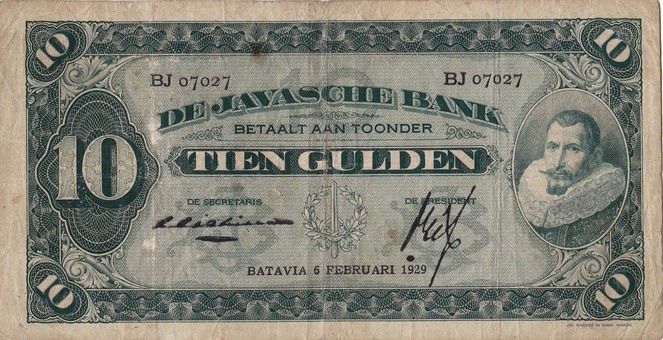 10 10
BJ 07027 BJ 07027
DE JAVASCHE BANK
BETAALT AAN TOONDER
10 TIEN GULDEN
DE SECRETARIS DE PRESIDENT
1
BATAVIA 6 FEBRUARI 1929
10 10